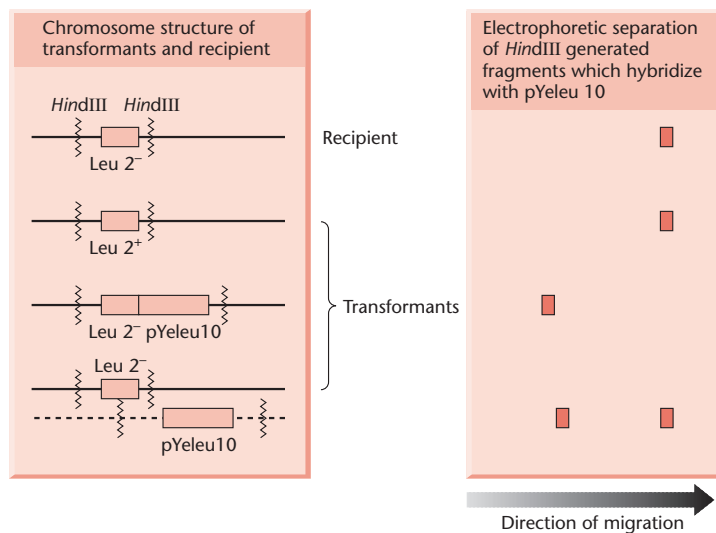 Chromosome structure of
transformants and recipient
HindIII HindIII
Leu 2⁻
Recipient
Leu 2⁺
Leu 2⁻ pYeleu10
Transformants
Leu 2⁻
pYeleu10
Electrophoretic separation
of HindIII generated
fragments which hybridize
with pYeleu 10
Direction of migration